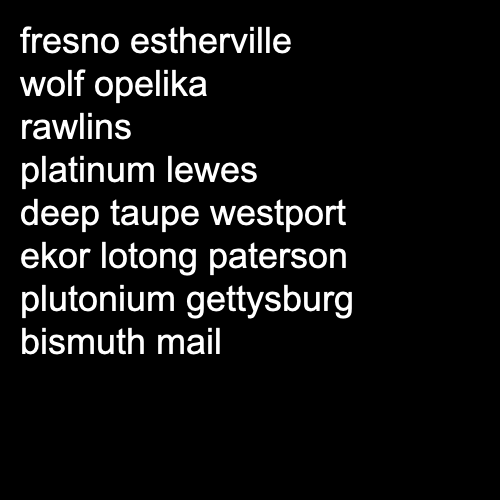 fresno estherville
wolf opelika
rawlins
platinum lewes
deep taupe westport
ekor lotong paterson
plutonium gettysburg
bismuth mail